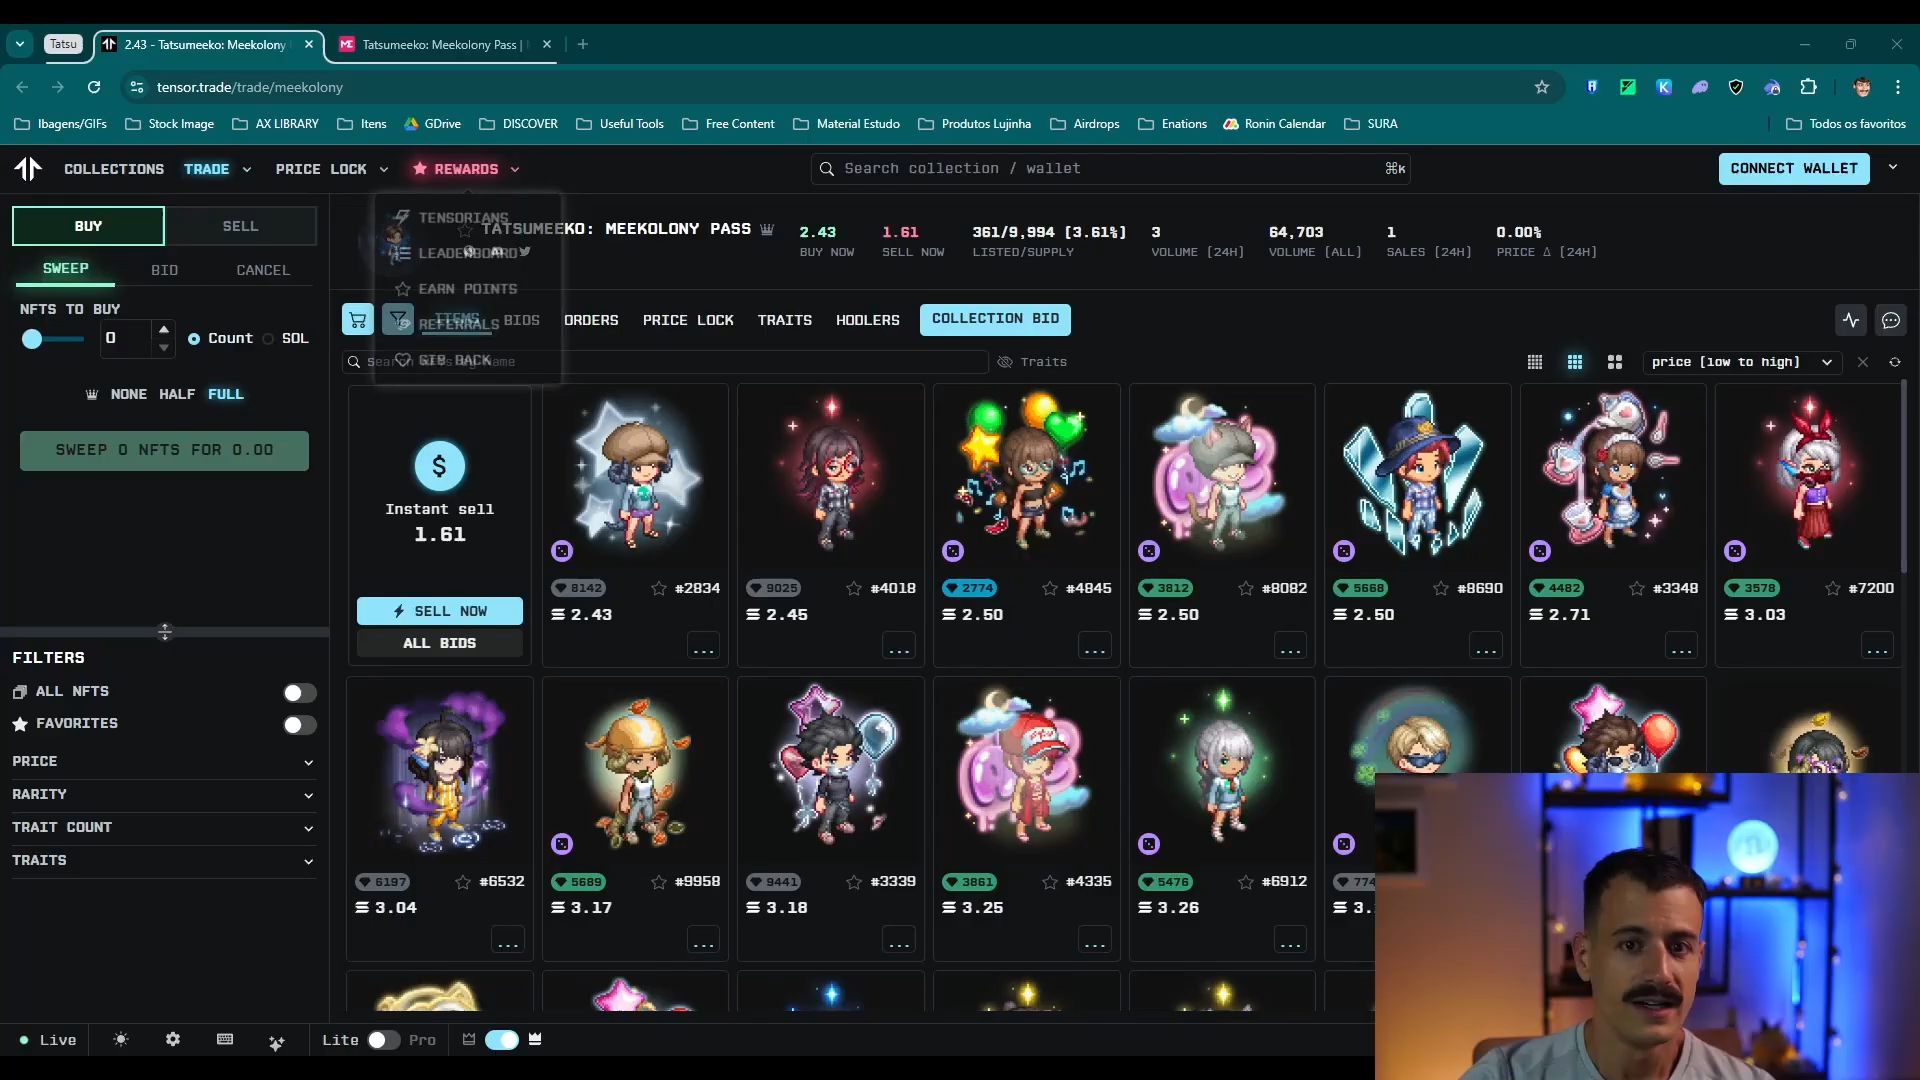 Tatsu
2.43 - Tatsumeeko: Meekolony
Tatsumeeko: Meekolony Pass |
tensor.trade/trade/meekolony
Ibagens/GIFs
Stock Image
AX LIBRARY
Itens
GDrive
DISCOVER
Useful Tools
Free Content
Material Estudo
Produtos Lujinha
Airdrops
Enations
Ronin Calendar
SURA
Todos os favoritos
COLLECTIONS
TRADE
PRICE LOCK
REWARDS
Search collection / wallet
⌘K
CONNECT WALLET
BUY
SELL
SWEEP
BID
CANCEL
NFTS TO BUY
0
Count
SOL
NONE
HALF
FULL
SWEEP 0 NFTS FOR 0.00
TENSORIANS
LEADERBOARD
EARN POINTS
REFERRALS
GIB BACK
TATSUMEEKO: MEEKOLONY PASS
2.43
BUY NOW
1.61
SELL NOW
361/9,994 [3.61%]
LISTED/SUPPLY
3
VOLUME [24H]
64,703
VOLUME [ALL]
1
SALES [24H]
0.00%
PRICE Δ [24H]
ITEMS
BIDS
ORDERS
PRICE LOCK
TRAITS
HODLERS
COLLECTION BID
Traits
price [low to high]
$
Instant sell
1.61
SELL NOW
ALL BIDS
8142
#2834
2.43
...
9025
#4018
2.45
...
2774
#4845
2.50
...
3812
#8082
2.50
...
5668
#8690
2.50
...
4482
#3348
2.71
...
3578
#7200
3.03
...
6197
#6532
3.04
...
5689
#9958
3.17
...
9441
#3339
3.18
...
3861
#4335
3.25
...
5476
#6912
3.26
...
FILTERS
ALL NFTS
FAVORITES
PRICE
RARITY
TRAIT COUNT
TRAITS
Live
Lite
Pro